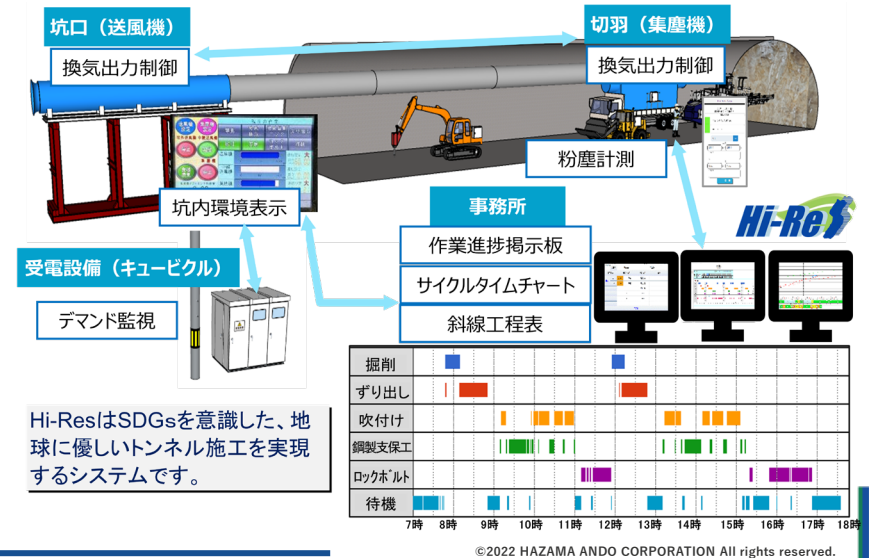 坑口（送風機）
換気出力制御
切羽（集塵機）
換気出力制御
粉塵計測
坑内環境表示
事務所
作業進捗掲示板
サイクルタイムチャート
斜線工程表
Hi-ReS
受電設備（キュービクル）
デマンド監視
Hi-ResはSDGsを意識した、地
球に優しいトンネル施工を実現
するシステムです。
掘削
ずり出し
吹付け
鋼製支保工
ロックボルト
待機
7時 8時 9時 10時 11時 12時 13時 14時 15時 16時 17時 18時
©2022 HAZAMA ANDO CORPORATION All rights reserved.